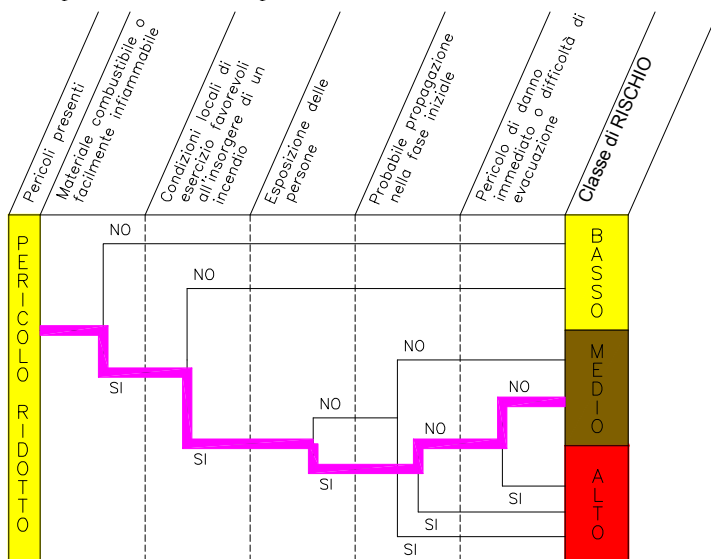 Pericoli presenti
Materiale combustibile o
facilmente infiammabile
Condizioni locali di
esercizio favorevoli
all'insorgere di un
incendio
Esposizione delle
persone
Probabile propagazione
nella fase iniziale
Pericolo di danno
immediato o difficoltà di
evacuazione
Classe di RISCHIO
PERICOLO RIDOTTO
NO
NO
SI
SI
NO
SI
NO
NO
NO
SI
SI
SI
BASSO
MEDIO
ALTO